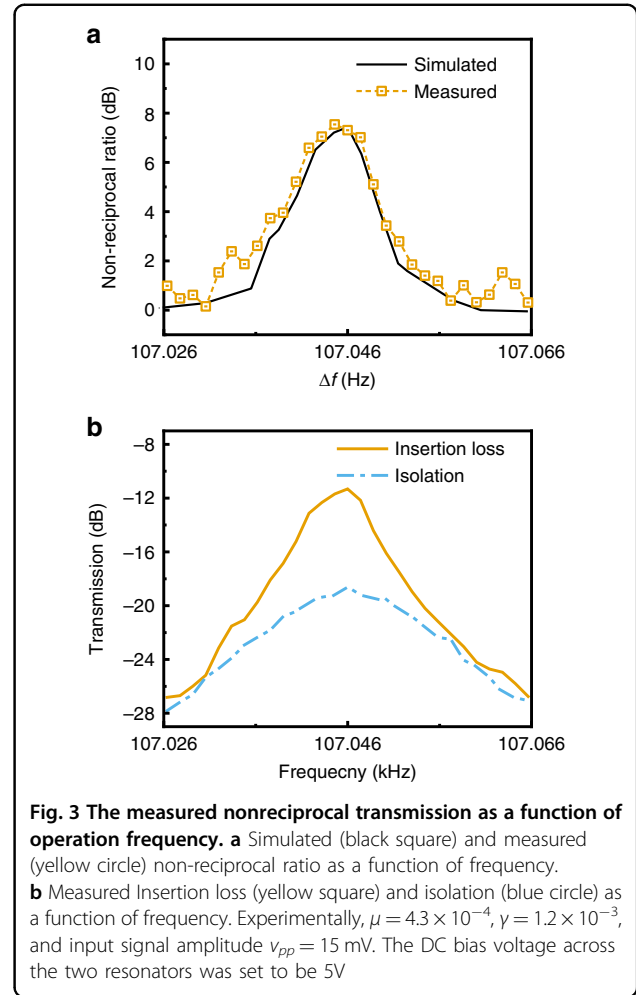 a
10
8
6
4
2
0
Non-reciprocal ratio (dB)
Simulated
Measured
107.026
107.046
107.066
Δf (Hz)
b
−8
−12
−16
−20
−24
−28
Transmission (dB)
Insertion loss
Isolation
107.026
107.046
107.066
Frequecny (kHz)
Fig. 3 The measured nonreciprocal transmission as a function of
operation frequency. a Simulated (black square) and measured
(yellow circle) non-reciprocal ratio as a function of frequency.
b Measured Insertion loss (yellow square) and isolation (blue circle) as
a function of frequency. Experimentally, μ = 4.3 × 10⁻⁴, γ = 1.2 × 10⁻³,
and input signal amplitude vₚₚ = 15 mV. The DC bias voltage across
the two resonators was set to be 5V